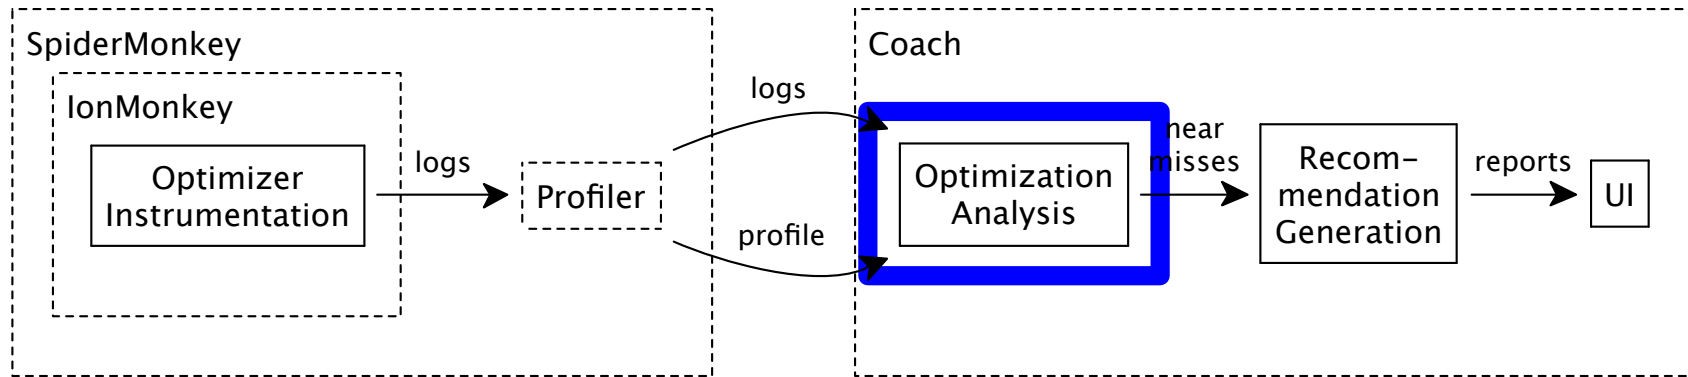 SpiderMonkey
IonMonkey
Optimizer
Instrumentation
logs
Profiler
logs
profile
Coach
Optimization
Analysis
near
misses
Recom-
mendation
Generation
reports
UI